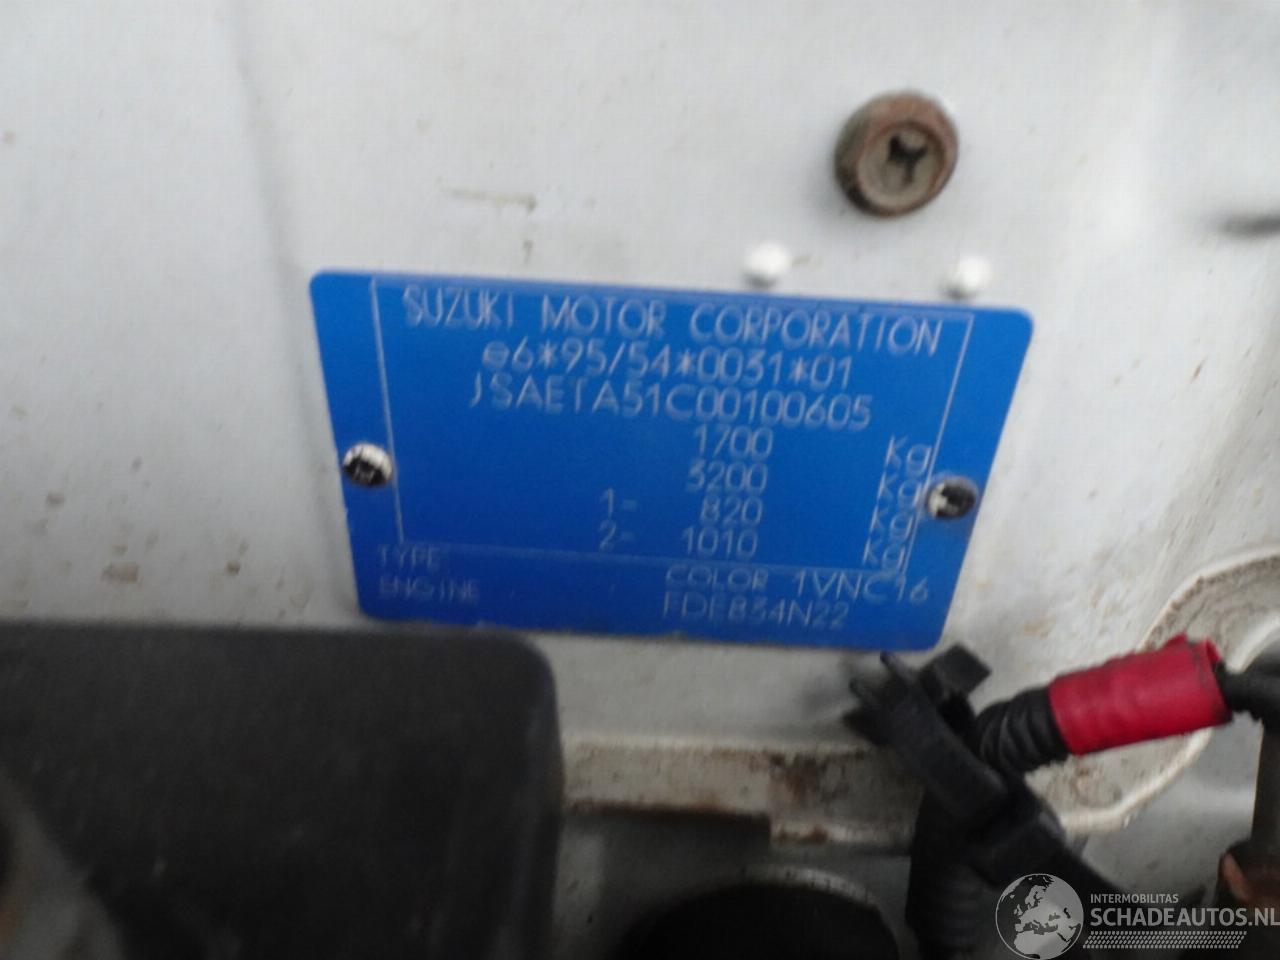 SUZUKI MOTOR CORPORATION
e6*95/54*0031*01
JSAETA51C00100605
1700 Kg
3200 Kg
1- 820 Kg
2- 1010 Kg
TYPE COLOR 1VNC16
ENGINE FDEB34N22
INTERMOBILITAS
SCHADEAUTOS.NL